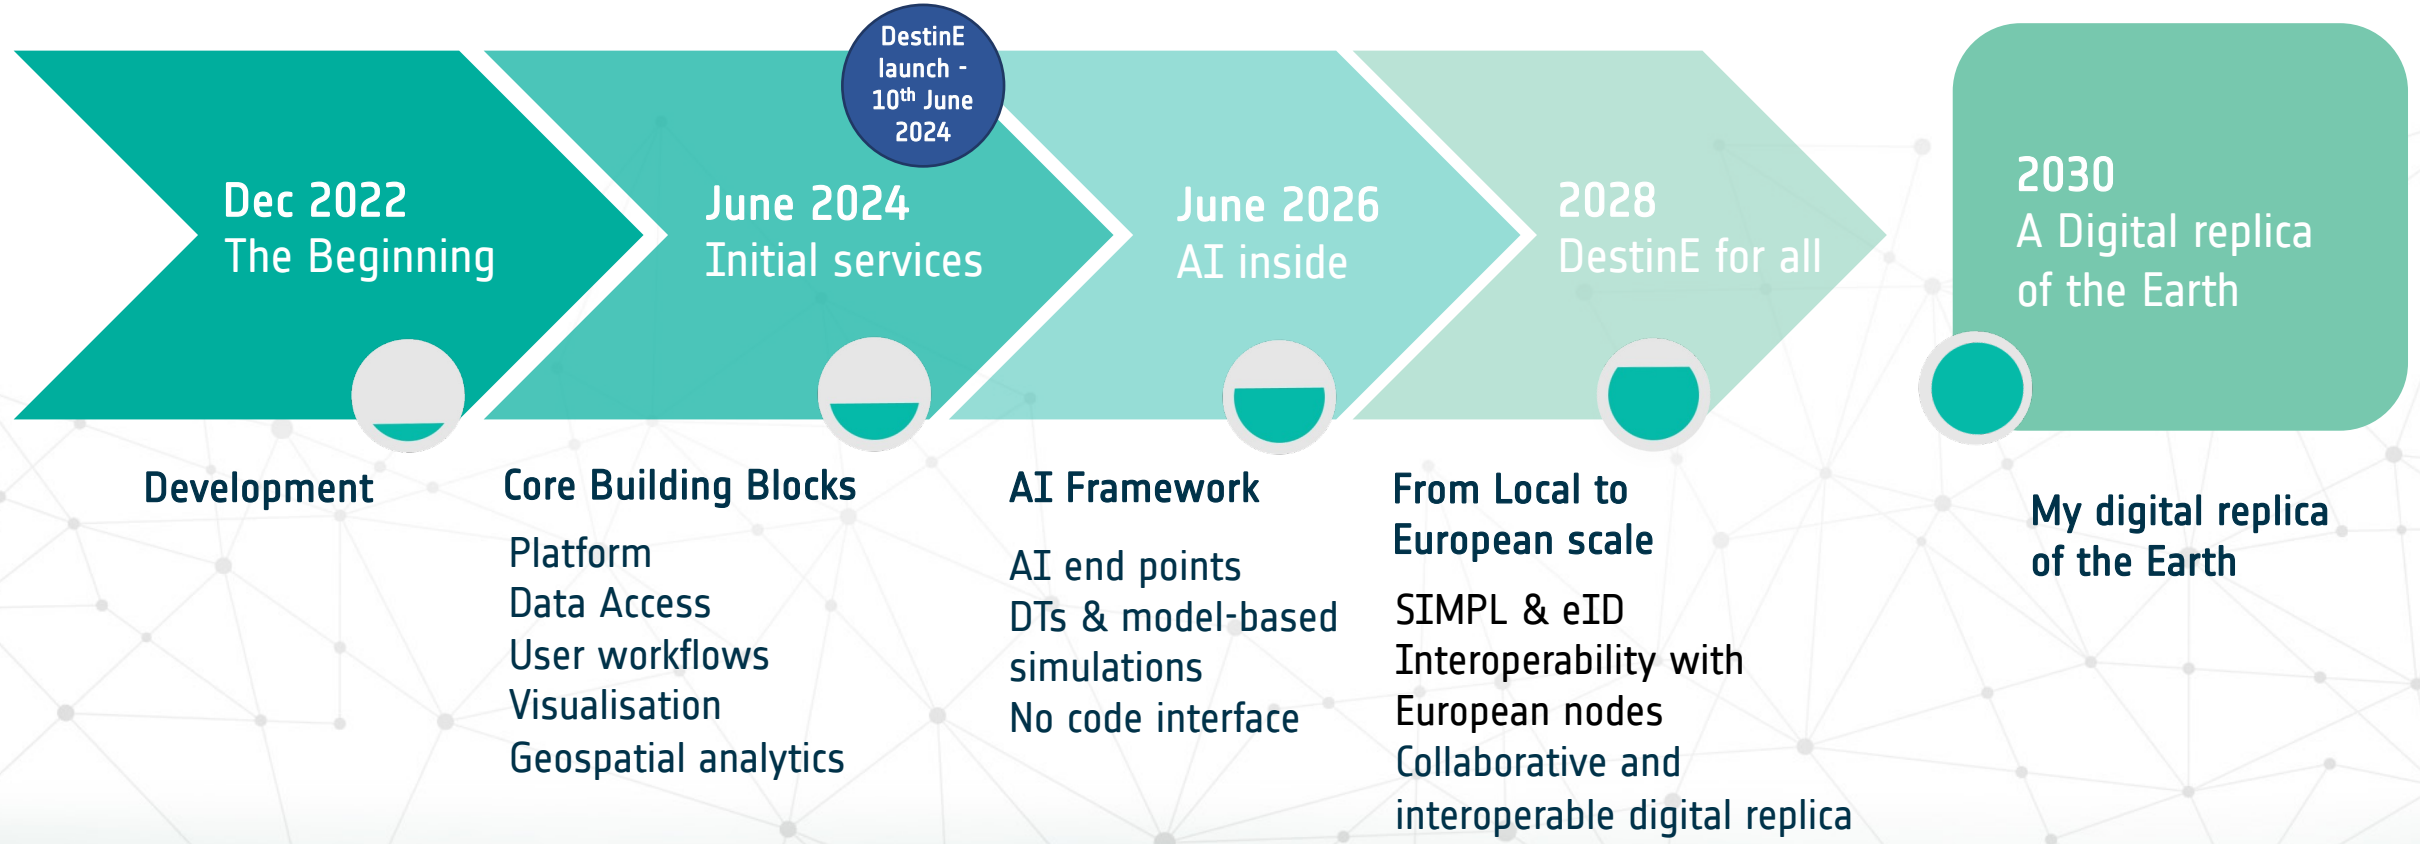 DestinE
launch -
10th June
2024
Dec 2022
The Beginning
June 2024
Initial services
June 2026
AI inside
2028
DestinE for all
2030
A Digital replica
of the Earth
Development
Core Building Blocks
Platform
Data Access
User workflows
Visualisation
Geospatial analytics
AI Framework
AI end points
DTs & model-based
simulations
No code interface
From Local to
European scale
SIMPL & eID
Interoperability with
European nodes
Collaborative and
interoperable digital replica
My digital replica
of the Earth